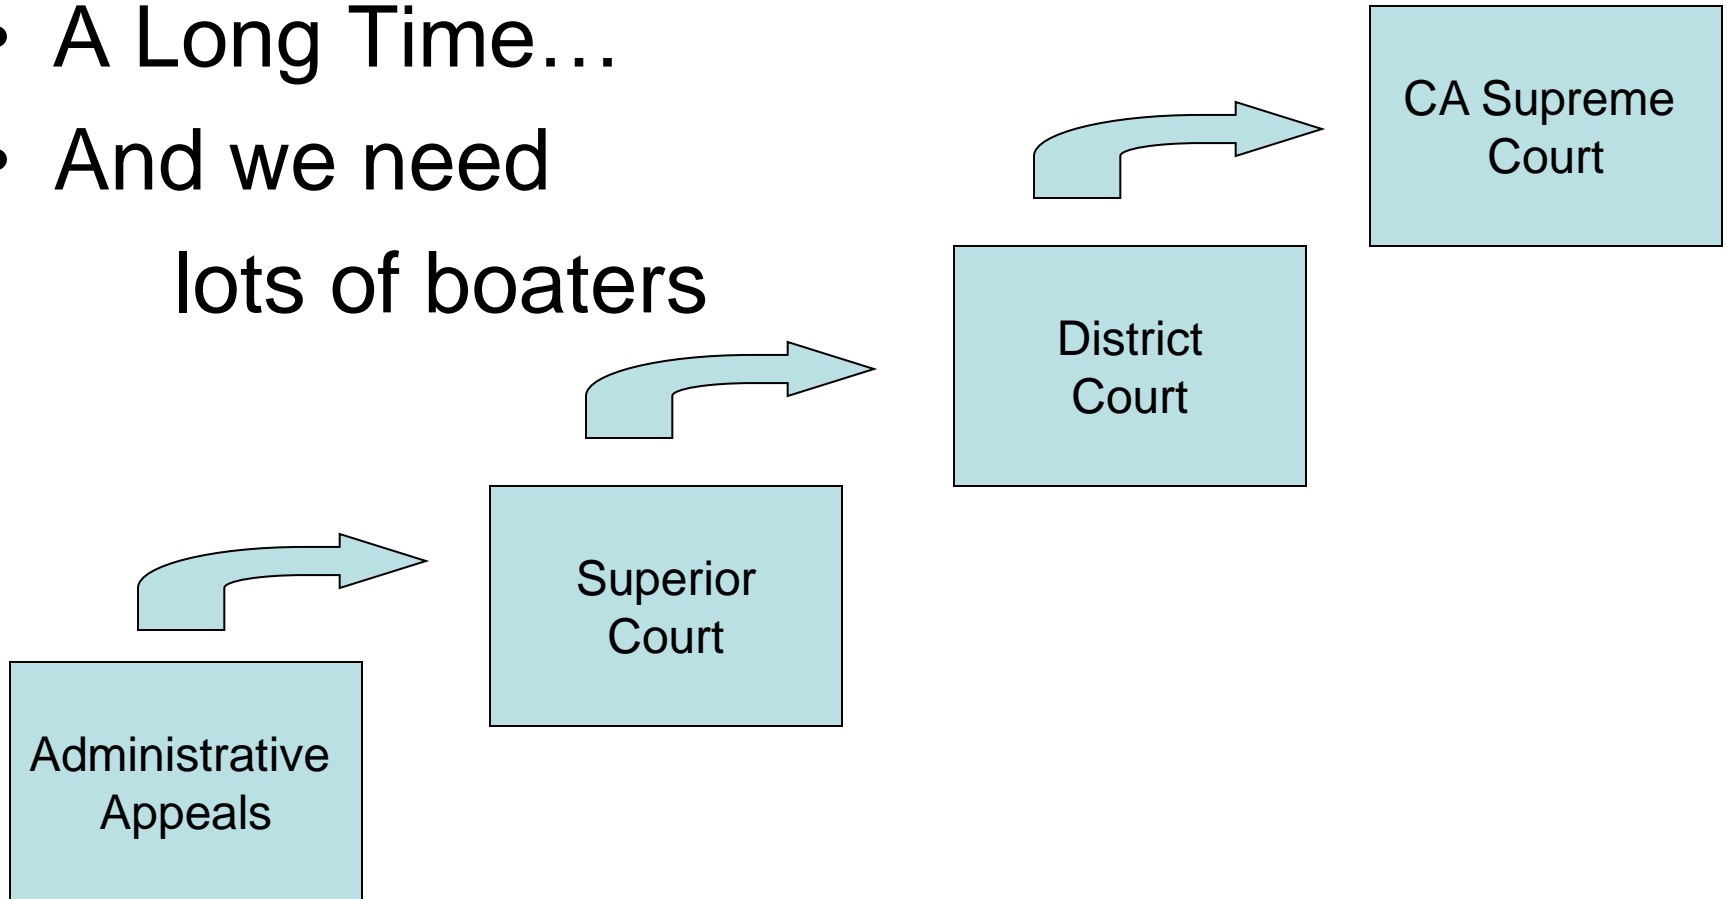 • A Long Time…
• And we need
lots of boaters
CA Supreme
Court
District
Court
Superior
Court
Administrative
Appeals